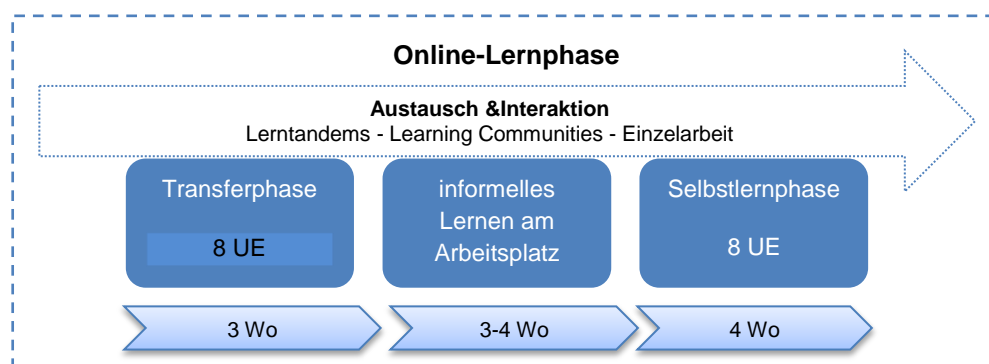 Online-Lernphase
Austausch &Interaktion
Lerntandems - Learning Communities - Einzelarbeit
Transferphase
8 UE
informelles
Lernen am
Arbeitsplatz
Selbstlernphase
8 UE
3 Wo
3-4 Wo
4 Wo